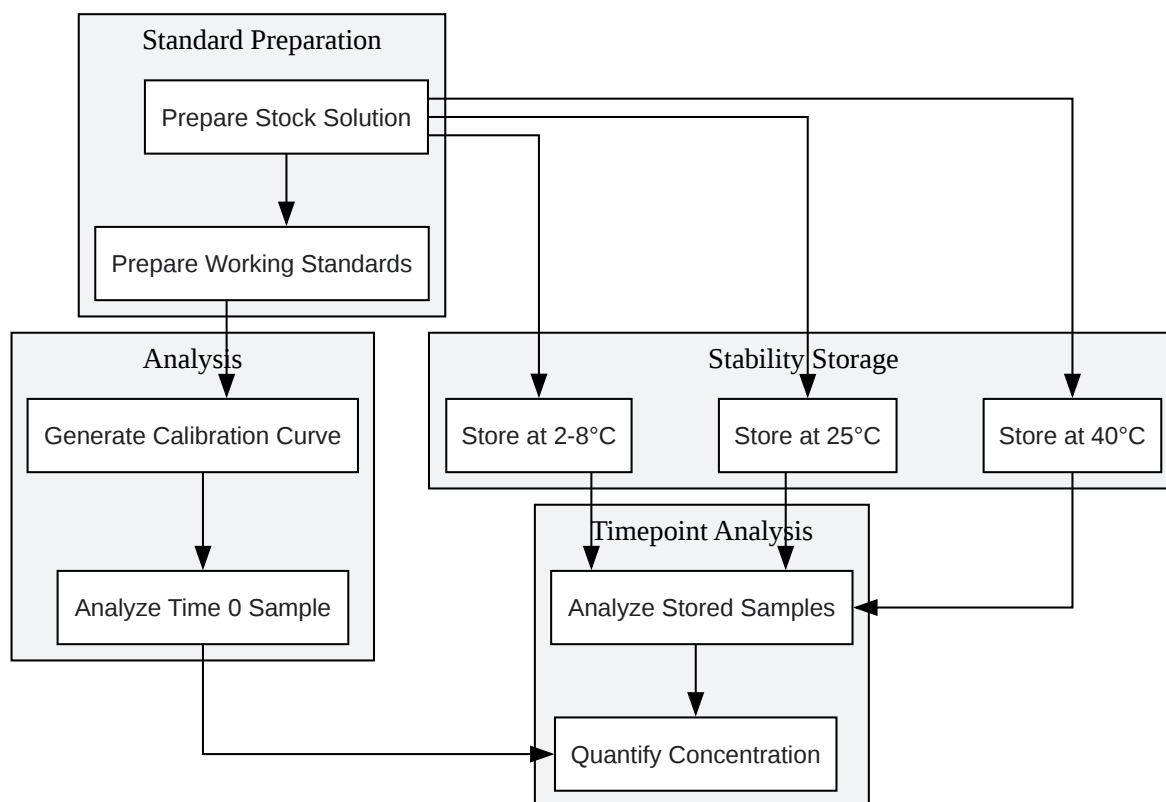 Standard Preparation
Prepare Stock Solution
Prepare Working Standards
Analysis
Generate Calibration Curve
Analyze Time 0 Sample
Stability Storage
Store at 2-8°C
Store at 25°C
Store at 40°C
Timepoint Analysis
Analyze Stored Samples
Quantify Concentration